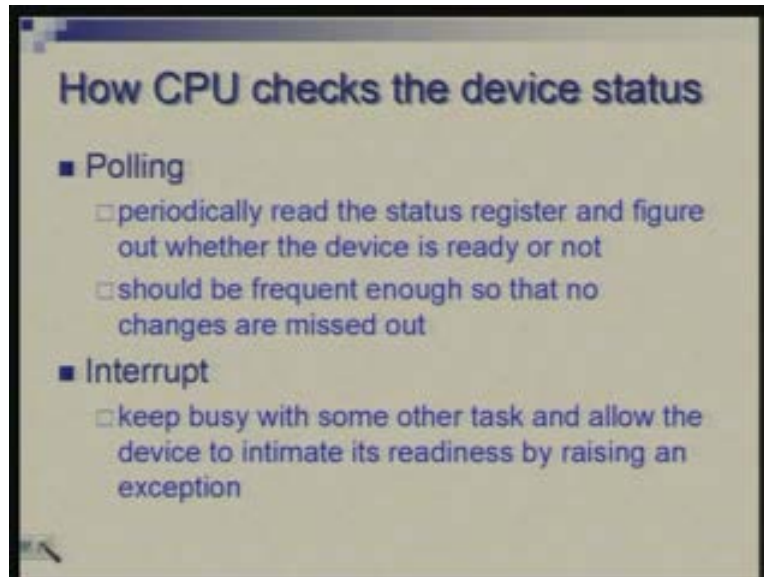 How CPU checks the device status
Polling
periodically read the status register and figure
out whether the device is ready or not
should be frequent enough so that no
changes are missed out
Interrupt
keep busy with some other task and allow the
device to intimate its readiness by raising an
exception